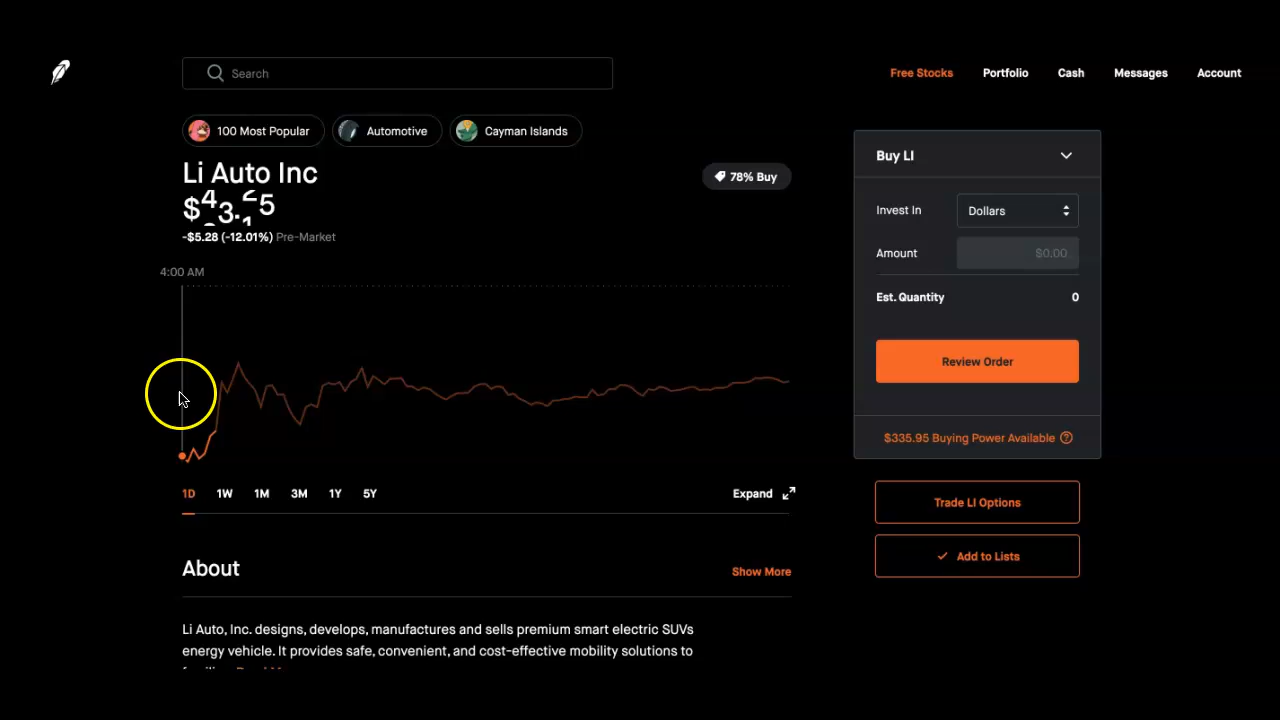 Search
Free Stocks Portfolio Cash Messages Account
100 Most Popular Automotive Cayman Islands
Li Auto Inc
78% Buy
-$5.28 (-12.01%) Pre-Market
4:00 AM
1D 1W 1M 3M 1Y 5Y
Expand
About
Show More
Li Auto, Inc. designs, develops, manufactures and sells premium smart electric SUVs
energy vehicle. It provides safe, convenient, and cost-effective mobility solutions to
Buy LI
Invest In Dollars
Amount $0.00
Est. Quantity 0
Review Order
$335.95 Buying Power Available
Trade LI Options
Add to Lists